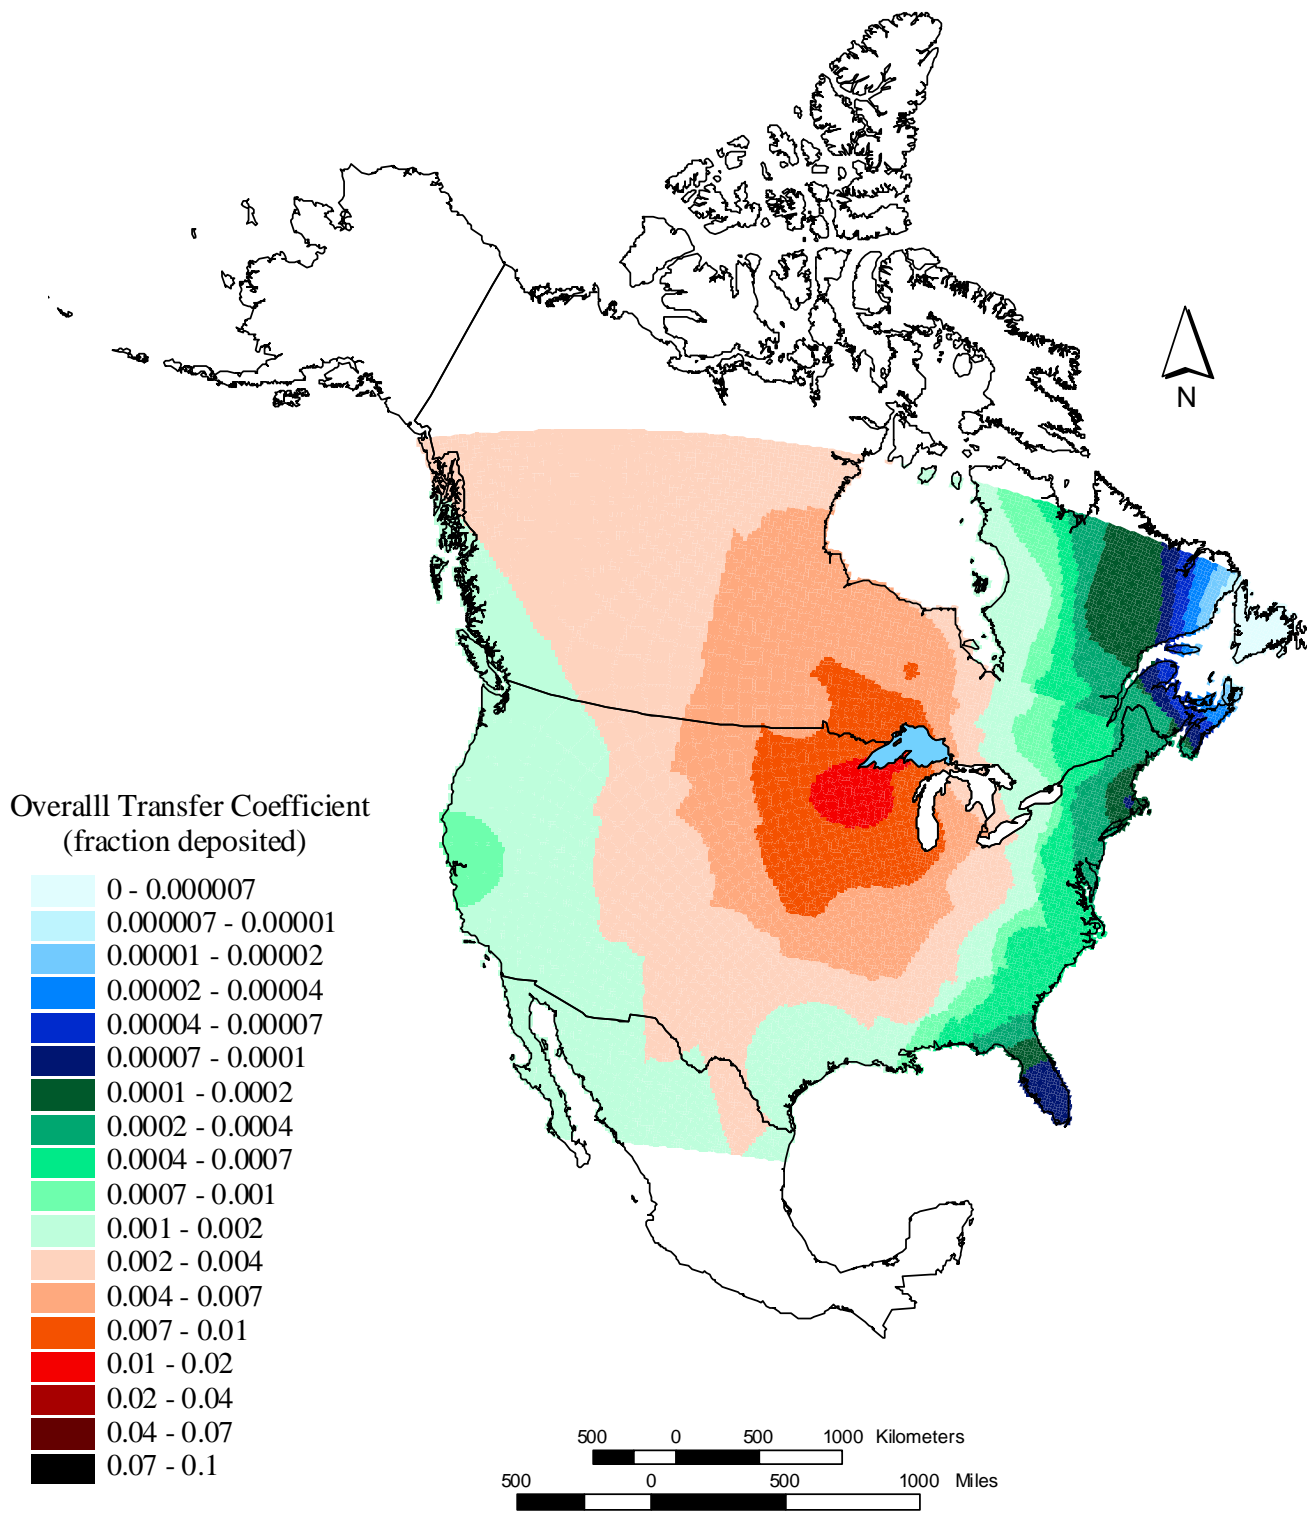 N
Overalll Transfer Coefficient
(fraction deposited)
0 - 0.000007
0.000007 - 0.00001
0.00001 - 0.00002
0.00002 - 0.00004
0.00004 - 0.00007
0.00007 - 0.0001
0.0001 - 0.0002
0.0002 - 0.0004
0.0004 - 0.0007
0.0007 - 0.001
0.001 - 0.002
0.002 - 0.004
0.004 - 0.007
0.007 - 0.01
0.01 - 0.02
0.02 - 0.04
0.04 - 0.07
0.07 - 0.1
500 0 500 1000 Kilometers
500 0 500 1000 Miles